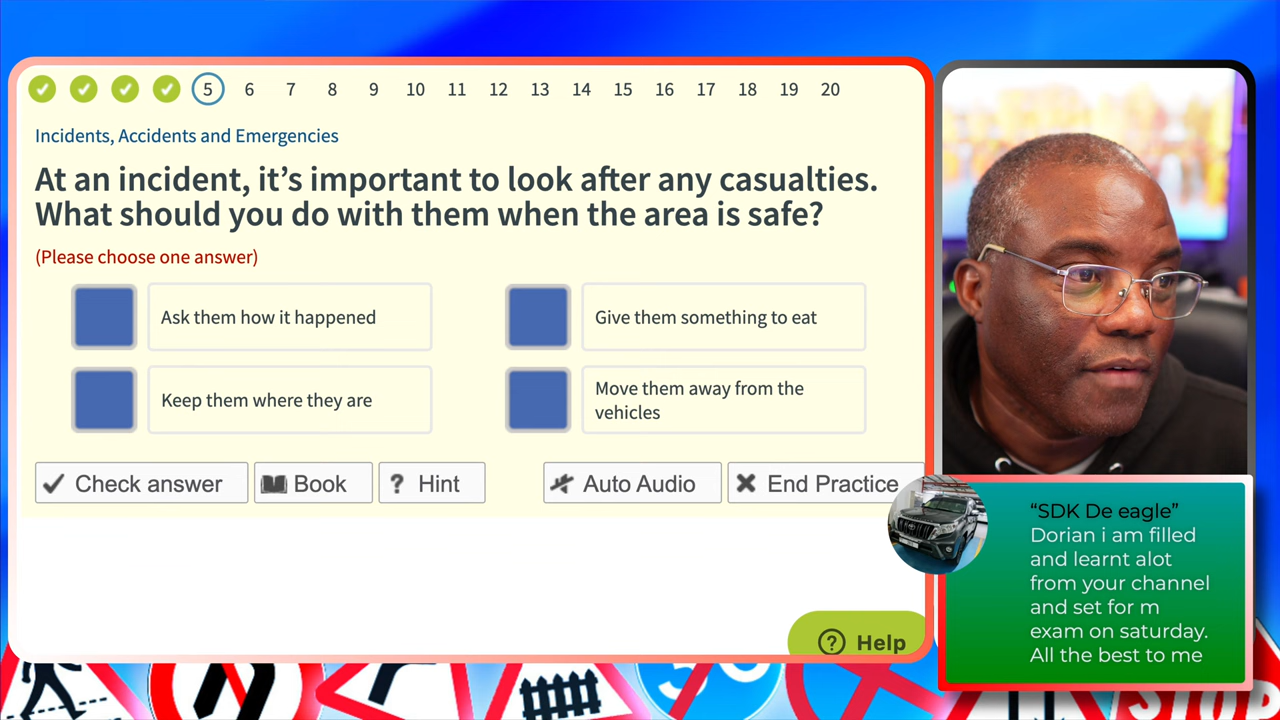 5 6 7 8 9 10 11 12 13 14 15 16 17 18 19 20
Incidents, Accidents and Emergencies
At an incident, it’s important to look after any casualties.
What should you do with them when the area is safe?
(Please choose one answer)
Ask them how it happened
Give them something to eat
Keep them where they are
Move them away from the
vehicles
✓ Check answer
Book
? Hint
Auto Audio
✕ End Practice
? Help
“SDK De eagle”
Dorian i am filled
and learnt alot
from your channel
and set for m
exam on saturday.
All the best to me
STOP